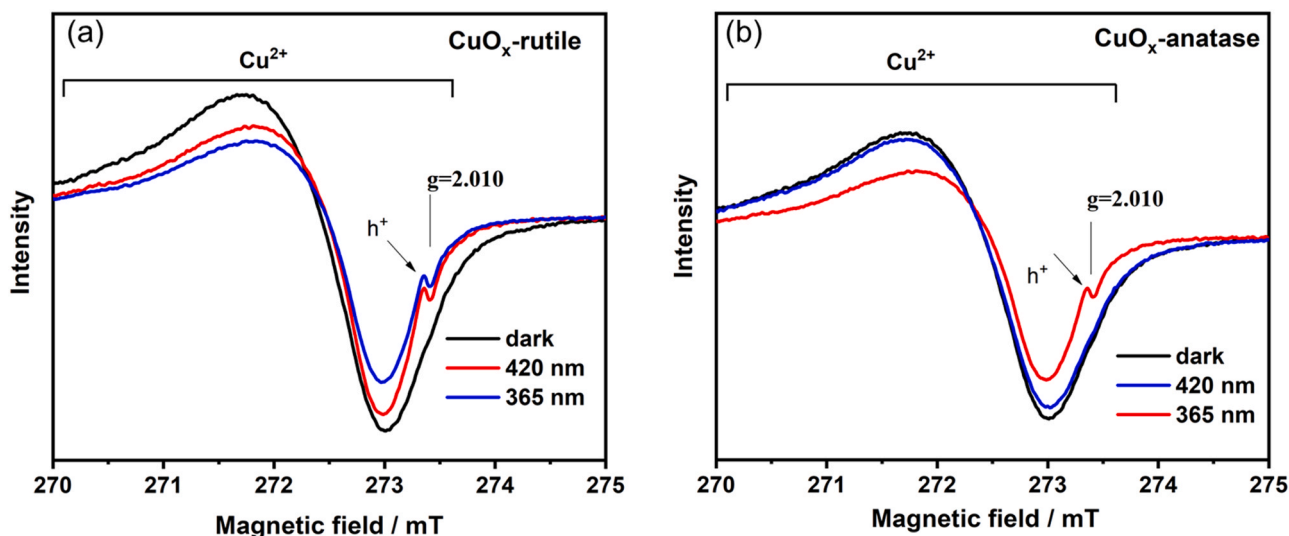 (a)
CuOₓ-rutile
Cu²⁺
g=2.010
h⁺
dark
420 nm
365 nm
Intensity
270 271 272 273 274 275
Magnetic field / mT
(b)
CuOₓ-anatase
Cu²⁺
g=2.010
h⁺
dark
420 nm
365 nm
Intensity
270 271 272 273 274 275
Magnetic field / mT